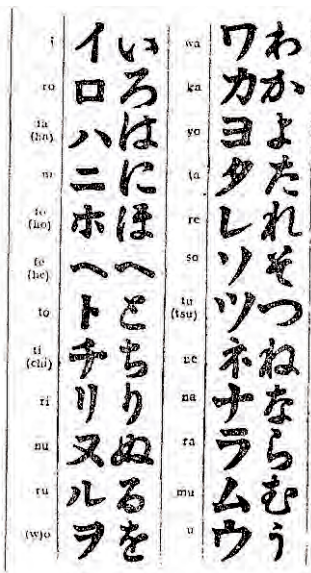 i イ い
ro ロ ろ
fa (ha) ハ は
ni ニ に
fo (ho) ホ ほ
fe (he) ヘ へ
to ト と
ti (chi) チ ち
ri リ り
nu ヌ ぬ
ru ル る
(w)o ヲ を
wa ワ わ
ka カ か
yo ヨ よ
ta タ た
re レ れ
so ソ そ
tu (tsu) ツ つ
ne ネ ね
na ナ な
ra ラ ら
mu ム む
u ウ う